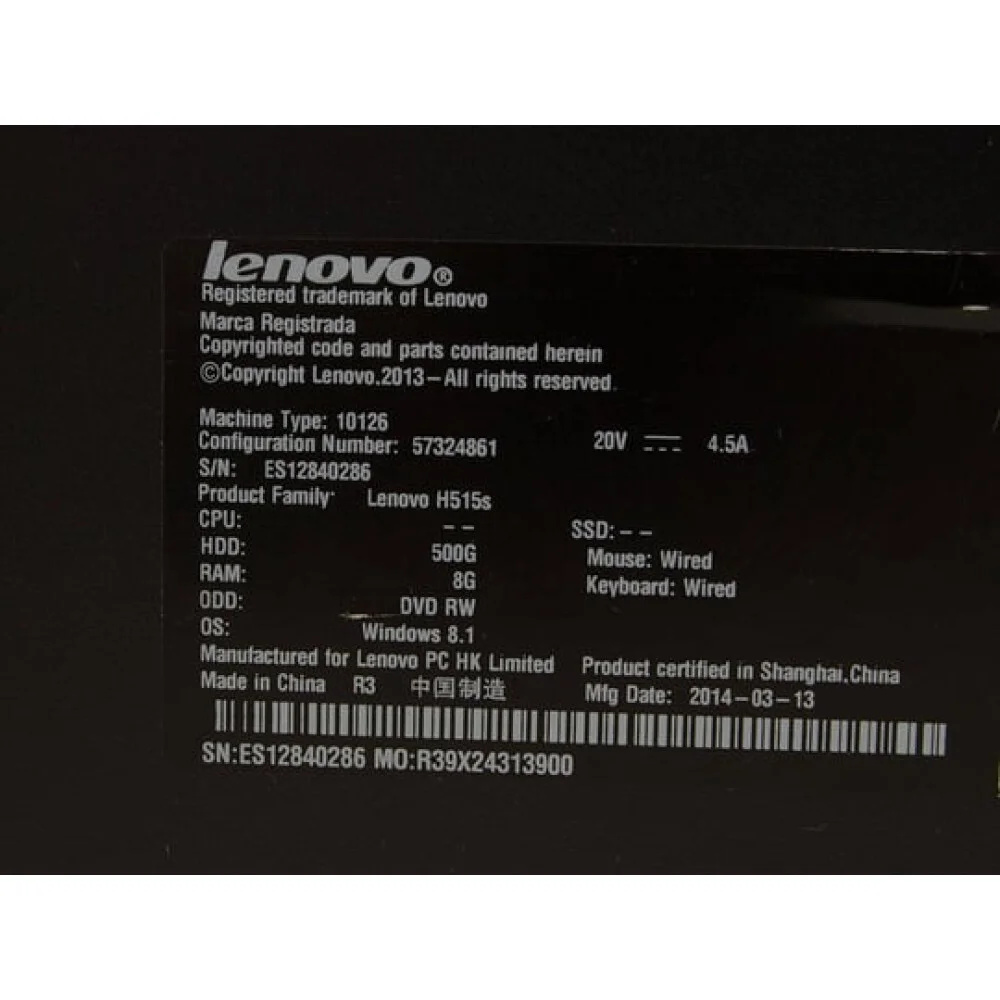 lenovo®
Registered trademark of Lenovo
Marca Registrada
Copyrighted code and parts contained herein
©Copyright Lenovo.2013–All rights reserved.
Machine Type: 10126
Configuration Number: 57324861
20V 4.5A
S/N: ES12840286
Product Family: Lenovo H515s
CPU: – –
SSD: – –
HDD: 500G
Mouse: Wired
RAM: 8G
Keyboard: Wired
ODD: DVD RW
OS: Windows 8.1
Manufactured for Lenovo PC HK Limited
Product certified in Shanghai.China
Made in China R3 中国制造
Mfg Date: 2014–03–13
SN:ES12840286 MO:R39X24313900